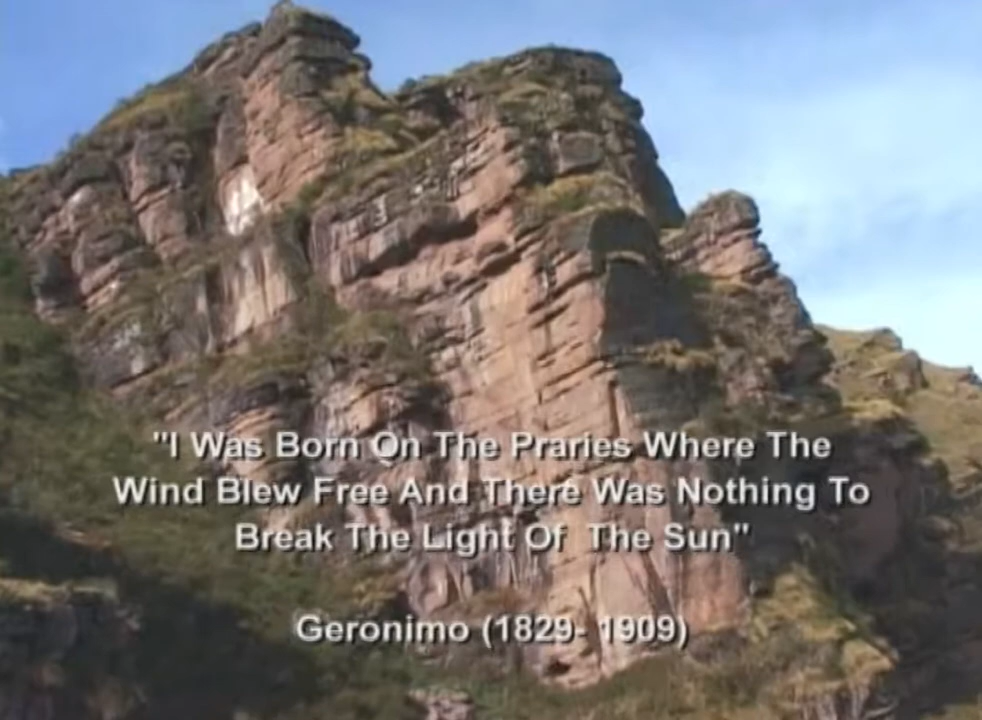 "I Was Born On The Praries Where The
Wind Blew Free And There Was Nothing To
Break The Light Of  The Sun"
Geronimo (1829- 1909)